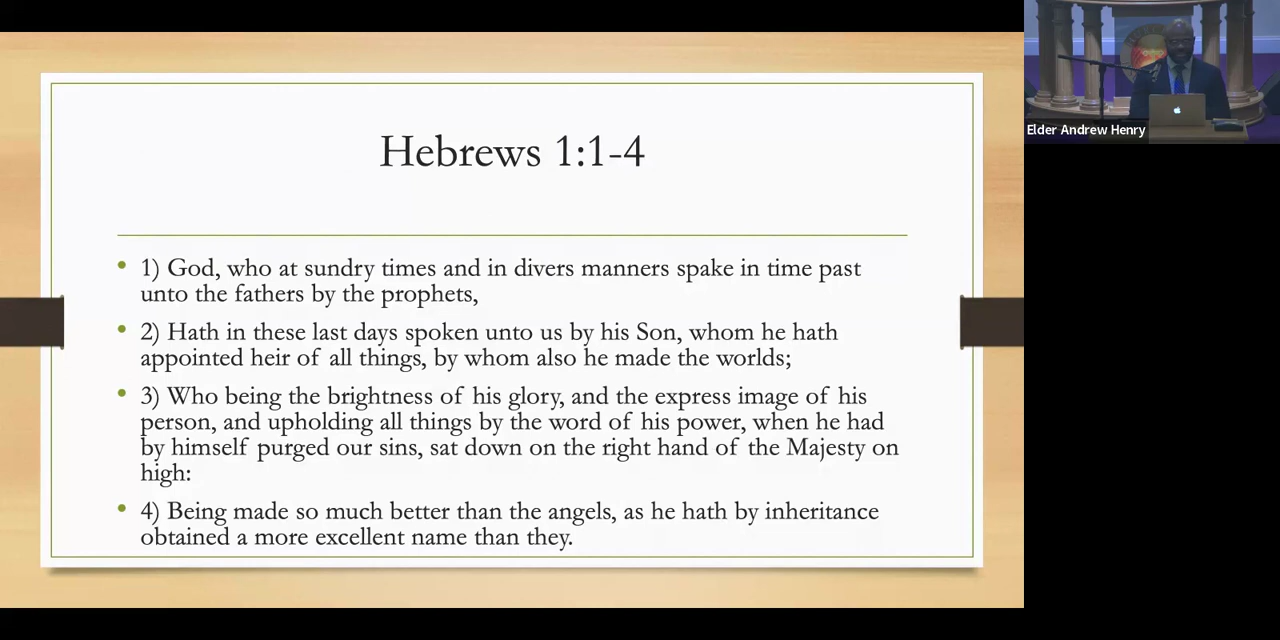 Hebrews 1:1-4
• 1) God, who at sundry times and in divers manners spake in time past
unto the fathers by the prophets,
• 2) Hath in these last days spoken unto us by his Son, whom he hath
appointed heir of all things, by whom also he made the worlds;
• 3) Who being the brightness of his glory, and the express image of his
person, and upholding all things by the word of his power, when he had
by himself purged our sins, sat down on the right hand of the Majesty on
high:
• 4) Being made so much better than the angels, as he hath by inheritance
obtained a more excellent name than they.
Elder Andrew Henry